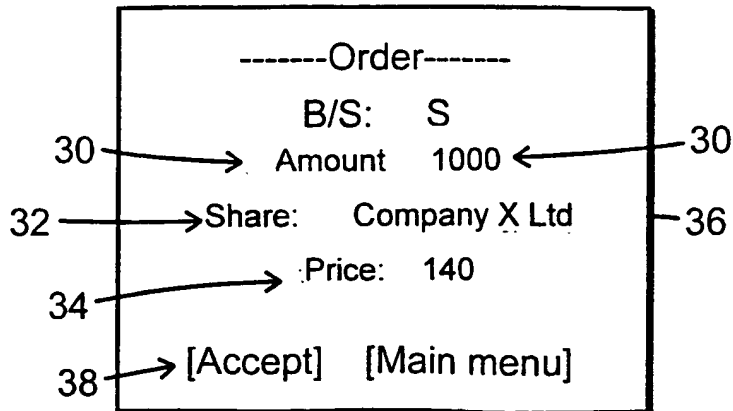 -------Order-------
B/S: S
30 Amount 1000 30
32 Share: Company X Ltd 36
34 Price: 140
38 [Accept] [Main menu]